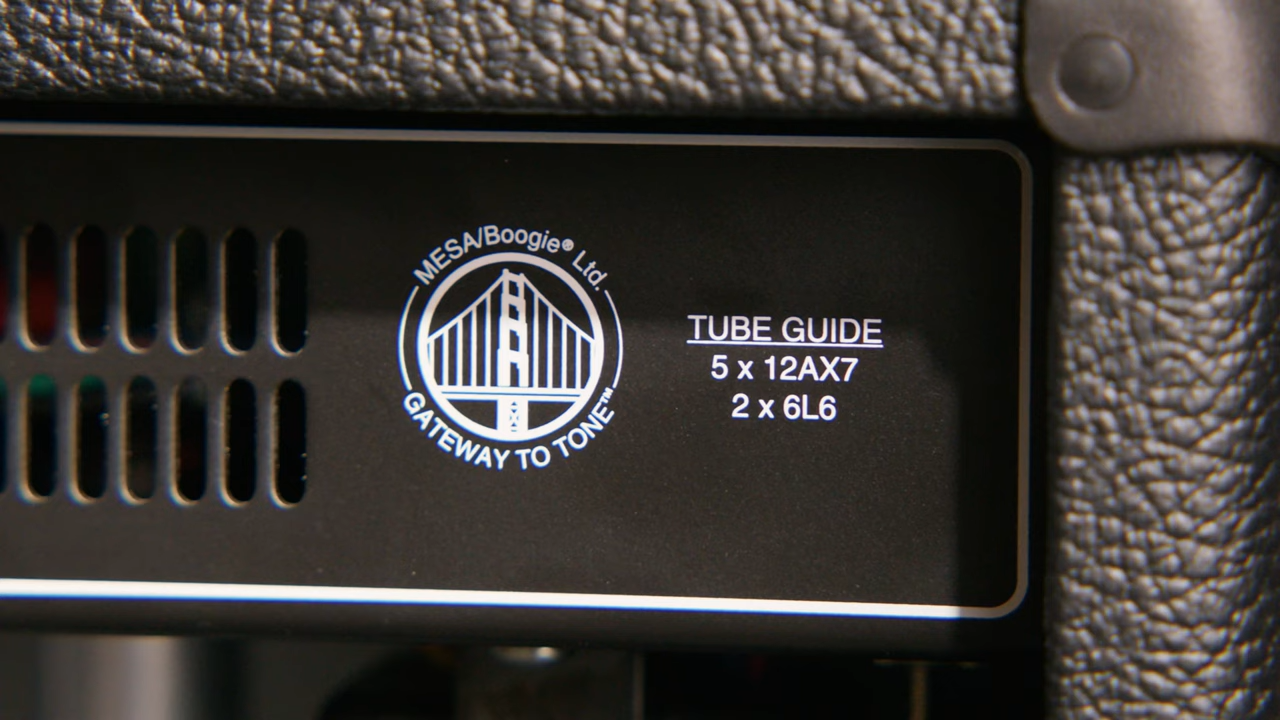 MESA/Boogie® Ltd.
GATEWAY TO TONE™
TUBE GUIDE
5 x 12AX7
2 x 6L6